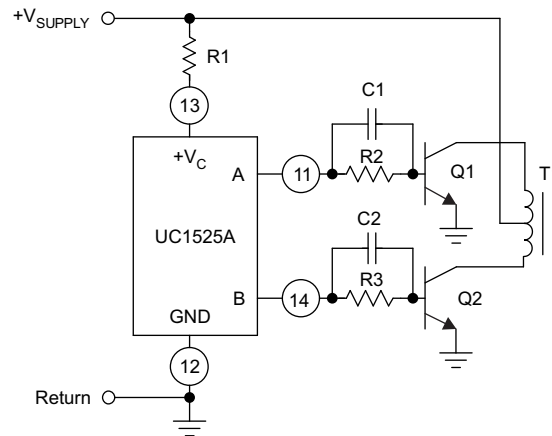 +V_SUPPLY
R1
13
+V_C
C1
A
11
R2
Q1
T
UC1525A
C2
B
14
R3
Q2
GND
12
Return